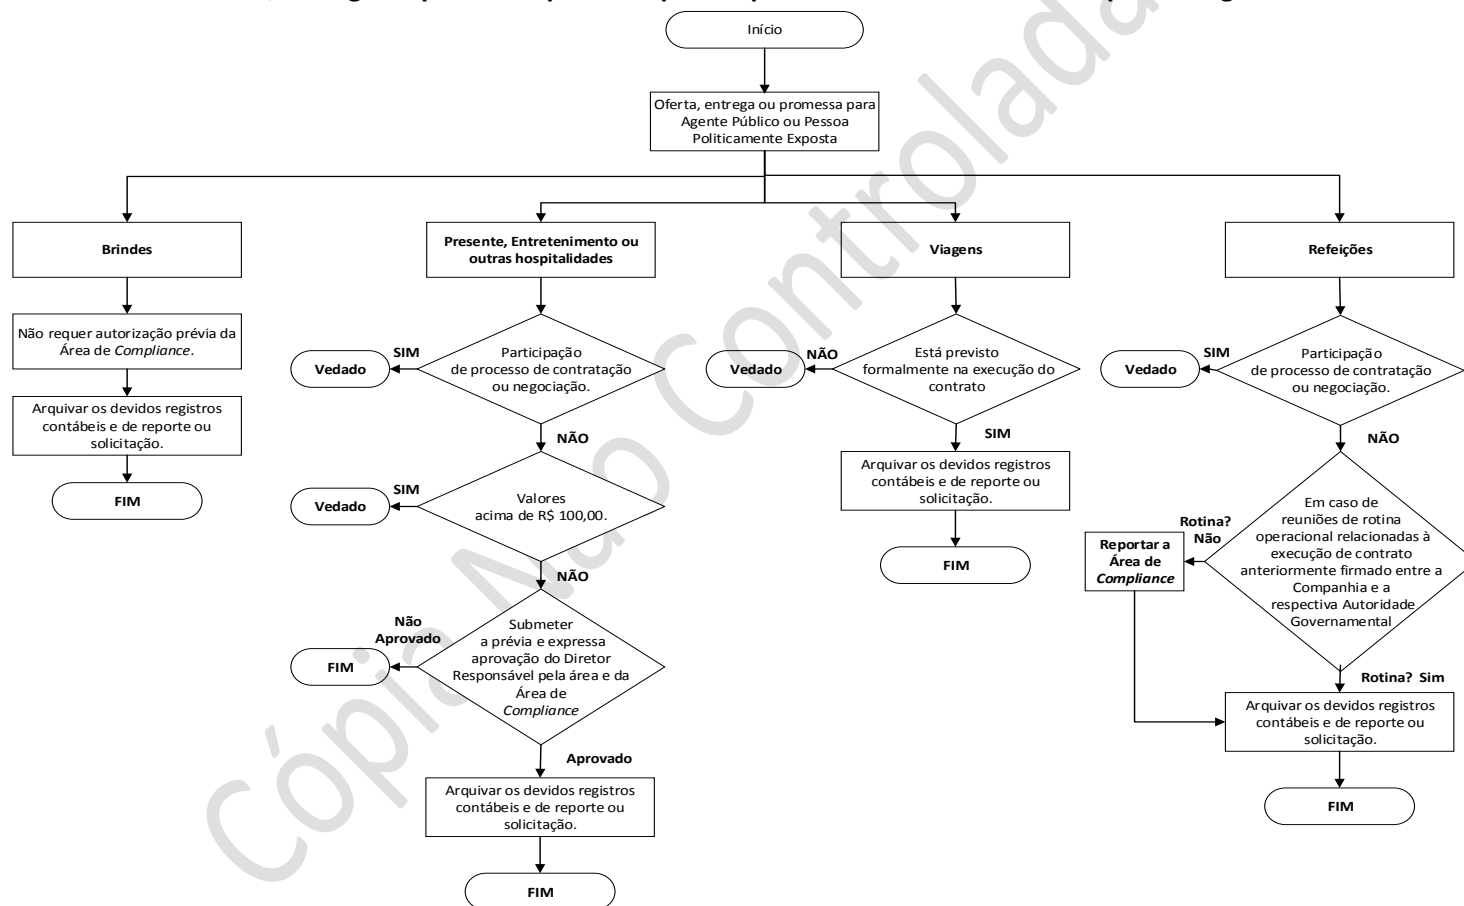 Início
Oferta, entrega ou promessa para
Agente Público ou Pessoa
Politicamente Exposta
Brindes
Não requer autorização prévia da
Área de Compliance.
Arquivar os devidos registros
contábeis e de reporte ou
solicitação.
FIM
Presente, Entretenimento ou
outras hospitalidades
Participação
de processo de contratação
ou negociação.
SIM
Vedado
NÃO
Valores
acima de R$ 100,00.
SIM
Vedado
NÃO
Submeter
a prévia e expressa
aprovação do Diretor
Responsável pela área e da
Área de
Compliance
Não
Aprovado
FIM
Aprovado
Arquivar os devidos registros
contábeis e de reporte ou
solicitação.
FIM
Viagens
Está previsto
formalmente na execução do
contrato
NÃO
Vedado
SIM
Arquivar os devidos registros
contábeis e de reporte ou
solicitação.
FIM
Refeições
Participação
de processo de contratação
ou negociação.
SIM
Vedado
NÃO
Em caso de
reuniões de rotina
operacional relacionadas à
execução de contrato
anteriormente firmado entre a
Companhia e a
respectiva Autoridade
Governamental
Rotina?
Não
Reportar a
Área de
Compliance
Rotina? Sim
Arquivar os devidos registros
contábeis e de reporte ou
solicitação.
FIM
Cópia Não Controlada